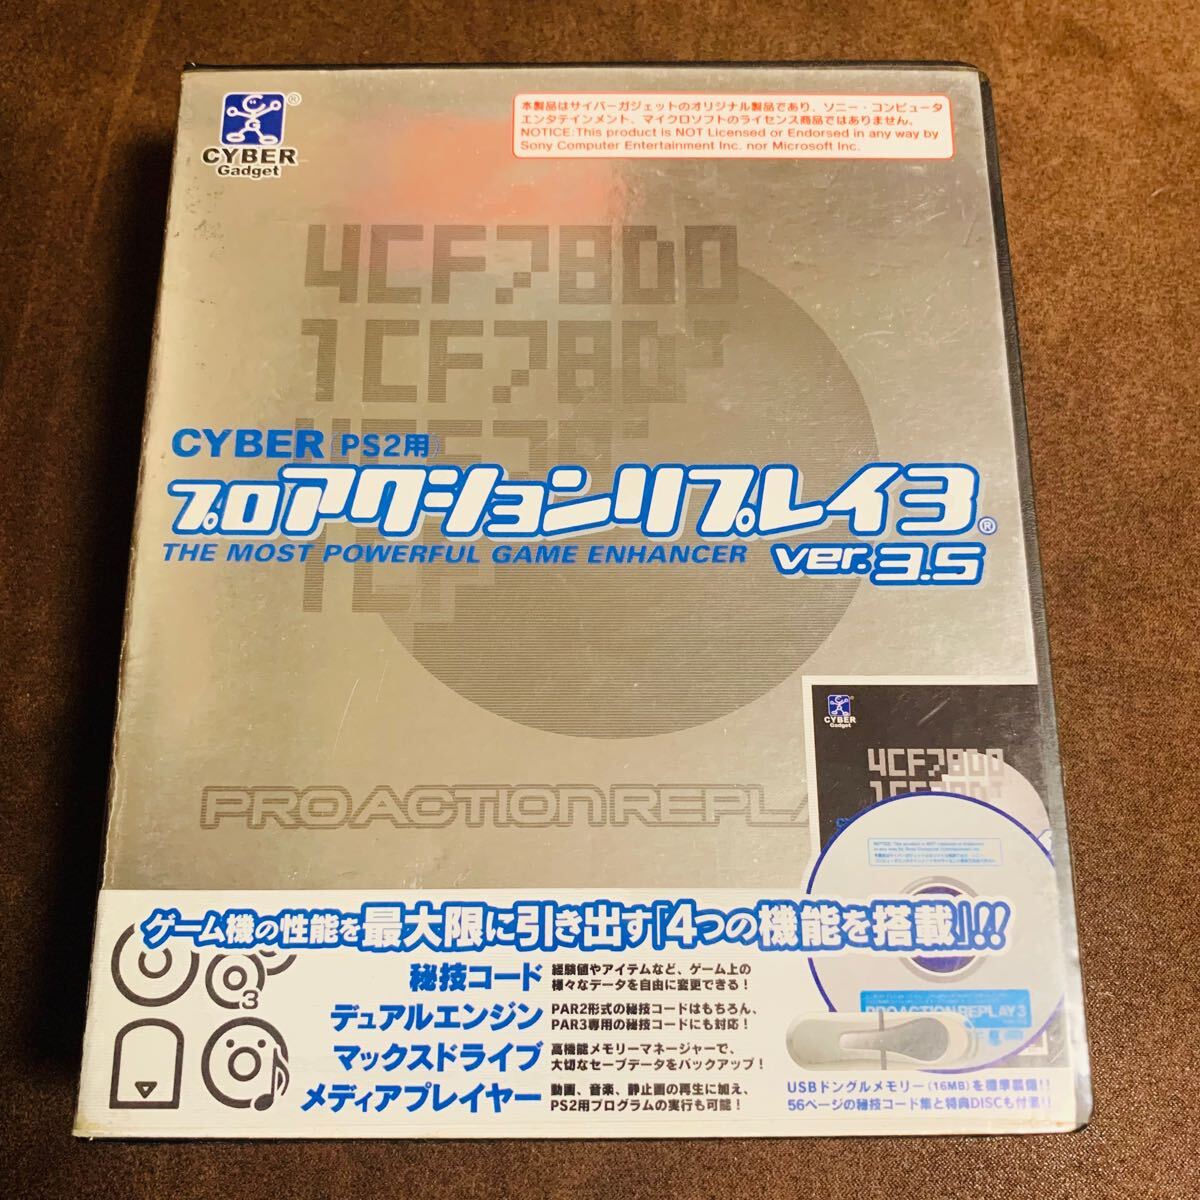 CYBER
Gadget
®
本製品はサイバーガジェットのオリジナル製品であり、ソニー・コンピュータ
エンタテインメント、マイクロソフトのライセンス商品ではありません。
NOTICE:This product is NOT Licensed or Endorsed in any way by
Sony Computer Entertainment Inc. nor Microsoft Inc.
4CF7800
1CF780
CYBER(PS2用)
プロアクションリプレイ3®
THE MOST POWERFUL GAME ENHANCER ver.3.5
PROACTION REPLA
CYBER
Gadget
4CF7800
ゲーム機の性能を最大限に引き出す「4つの機能を搭載」!!
秘技コード 経験値やアイテムなど、ゲーム上の
様々なデータを自由に変更できる!
デュアルエンジン PAR2形式の秘技コードはもちろん、
PAR3専用の秘技コードにも対応!
マックスドライブ 高機能メモリーマネージャーで、
大切なセーブデータをバックアップ!
メディアプレイヤー 動画、音楽、静止画の再生に加え、
PS2用プログラムの実行も可能!
3
PROACTION REPLAY 3
USBドングルメモリー(16MB)を標準装備!!
56ページの秘技コード集と特典DISCも付属!!